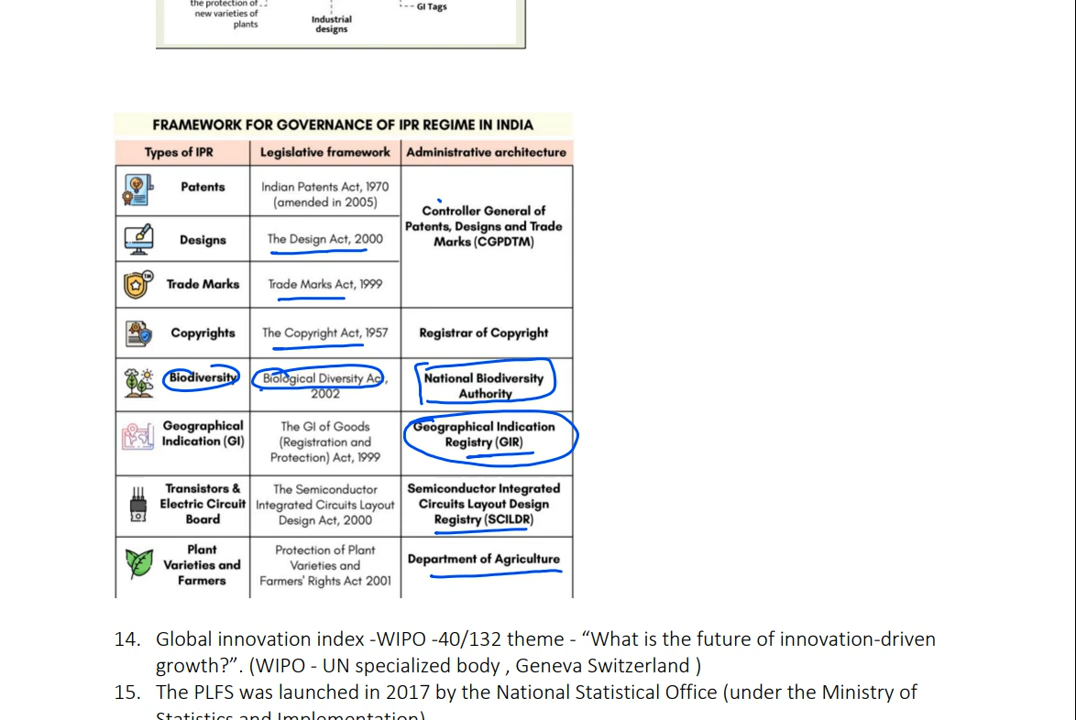 the protection of
new varieties of
plants
Industrial
designs
GI Tags
FRAMEWORK FOR GOVERNANCE OF IPR REGIME IN INDIA
Types of IPR Legislative framework Administrative architecture
Patents
Indian Patents Act, 1970
(amended in 2005)
Controller General of
Patents, Designs and Trade
Marks (CGPDTM)
Designs
The Design Act, 2000
Trade Marks
Trade Marks Act, 1999
Copyrights
The Copyright Act, 1957
Registrar of Copyright
Biodiversity
Biological Diversity Act,
2002
National Biodiversity
Authority
Geographical
Indication (GI)
The GI of Goods
(Registration and
Protection) Act, 1999
Geographical Indication
Registry (GIR)
Transistors &
Electric Circuit
Board
The Semiconductor
Integrated Circuits Layout
Design Act, 2000
Semiconductor Integrated
Circuits Layout Design
Registry (SCILDR)
Plant
Varieties and
Farmers
Protection of Plant
Varieties and
Farmers' Rights Act 2001
Department of Agriculture
14. Global innovation index -WIPO -40/132 theme - “What is the future of innovation-driven
growth?”. (WIPO - UN specialized body , Geneva Switzerland )
15. The PLFS was launched in 2017 by the National Statistical Office (under the Ministry of
Statistics and Implementation)